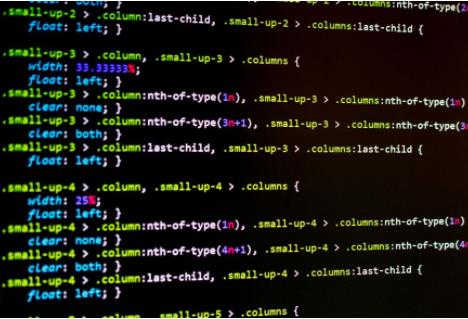 both; }
.small-up-2 > .columns:nth-of-type(2
.small-up-2 > .column:last-child, .small-up-2 > .columns:last-child {
float: left; }
.small-up-3 > .column, .small-up-3 > .columns {
width: 33.33333%;
float: left; }
.small-up-3 > .column:nth-of-type(1n), .small-up-3 > .columns:nth-of-type(1n)
clear: none; }
.small-up-3 > .column:nth-of-type(3n+1), .small-up-3 > .columns:nth-of-type(3
clear: both; }
.small-up-3 > .column:last-child, .small-up-3 > .columns:last-child {
float: left; }
.small-up-4 > .column, .small-up-4 > .columns {
width: 25%;
float: left; }
.small-up-4 > .column:nth-of-type(1n), .small-up-4 > .columns:nth-of-type(1n)
clear: none; }
.small-up-4 > .column:nth-of-type(4n+1), .small-up-4 > .columns:nth-of-type(4
clear: both; }
.small-up-4 > .column:last-child, .small-up-4 > .columns:last-child {
float: left; }
.small-up-5 > .columns {